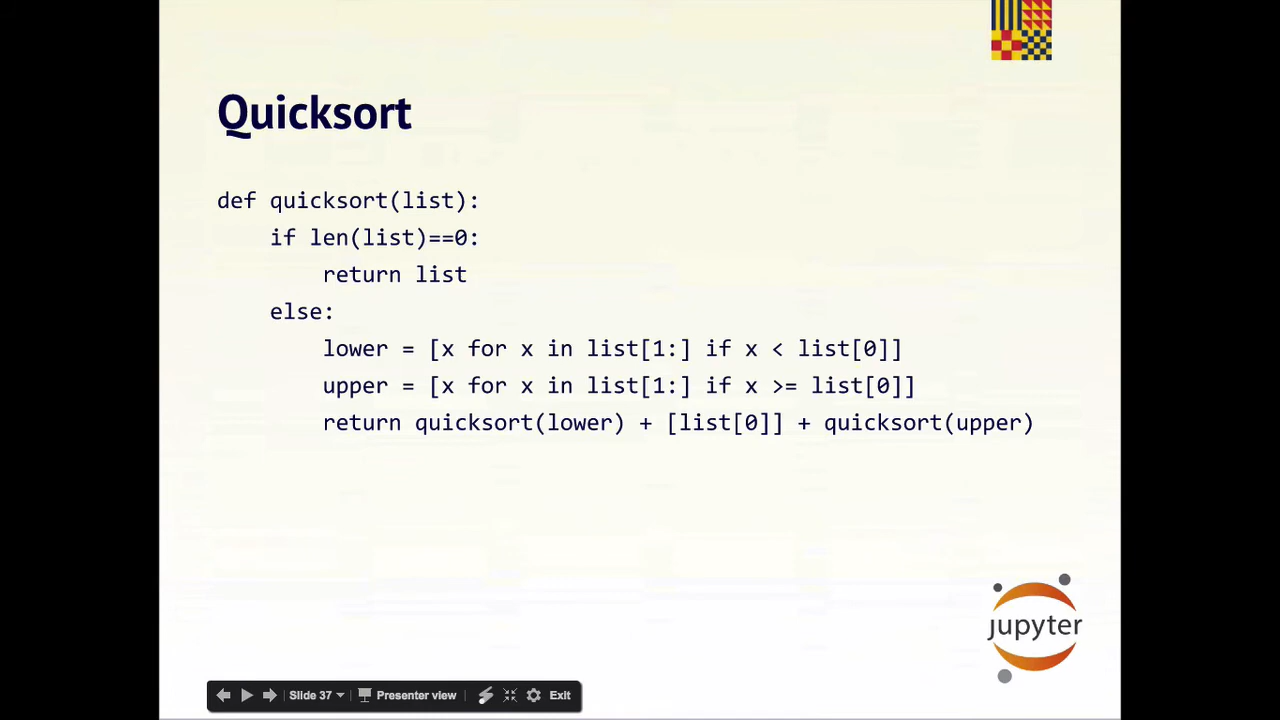 Quicksort
def quicksort(list):
    if len(list)==0:
        return list
    else:
        lower = [x for x in list[1:] if x < list[0]]
        upper = [x for x in list[1:] if x >= list[0]]
        return quicksort(lower) + [list[0]] + quicksort(upper)
jupyter
Slide 37 Presenter view Exit